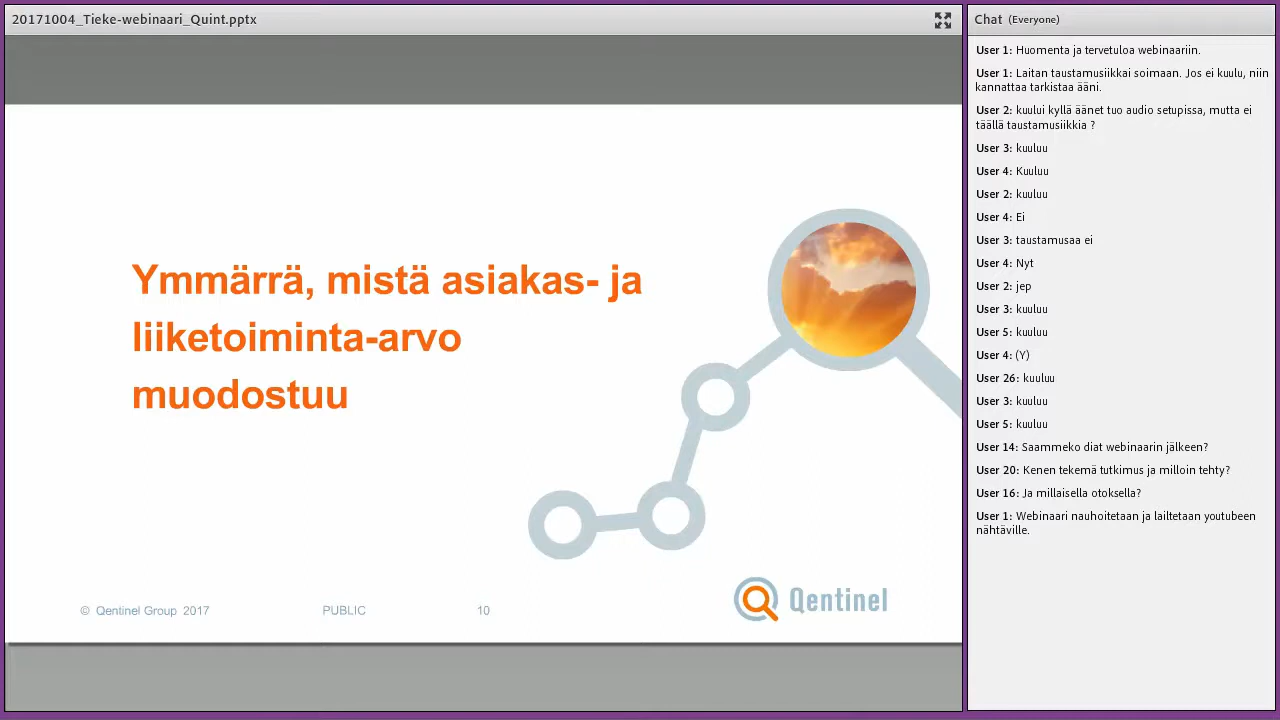 20171004_Tieke-webinaari_Quint.pptx
Ymmärrä, mistä asiakas- ja
liiketoiminta-arvo
muodostuu
© Qentinel Group 2017
PUBLIC
10
Qentinel
Chat (Everyone)
User 1: Huomenta ja tervetuloa webinaariin.
User 1: Laitan taustamusiikkai soimaan. Jos ei kuulu, niin
kannattaa tarkistaa ääni.
User 2: kuului kyllä äänet tuo audio setupissa, mutta ei
täällä taustamusiikkia ?
User 3: kuuluu
User 4: Kuuluu
User 2: kuuluu
User 4: Ei
User 3: taustamusaa ei
User 4: Nyt
User 2: jep
User 3: kuuluu
User 5: kuuluu
User 4: (Y)
User 26: kuuluu
User 3: kuuluu
User 5: kuuluu
User 14: Saammeko diat webinaarin jälkeen?
User 20: Kenen tekemä tutkimus ja milloin tehty?
User 16: Ja millaisella otoksella?
User 1: Webinaari nauhoitetaan ja lailtetaan youtubeen
nähtäville.